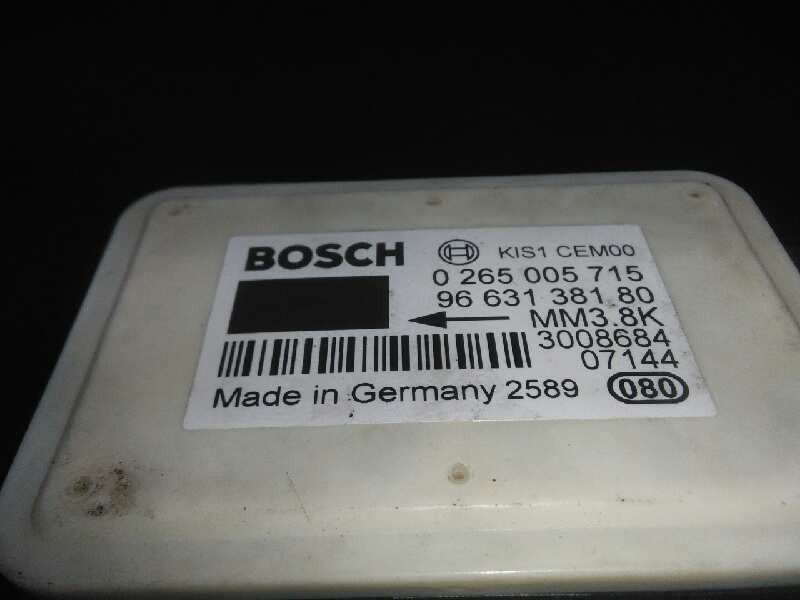 BOSCH KIS1 CEM00
0 265 005 715
96 631 381 80
MM3.8K
3008684
07144
Made in Germany 2589 080